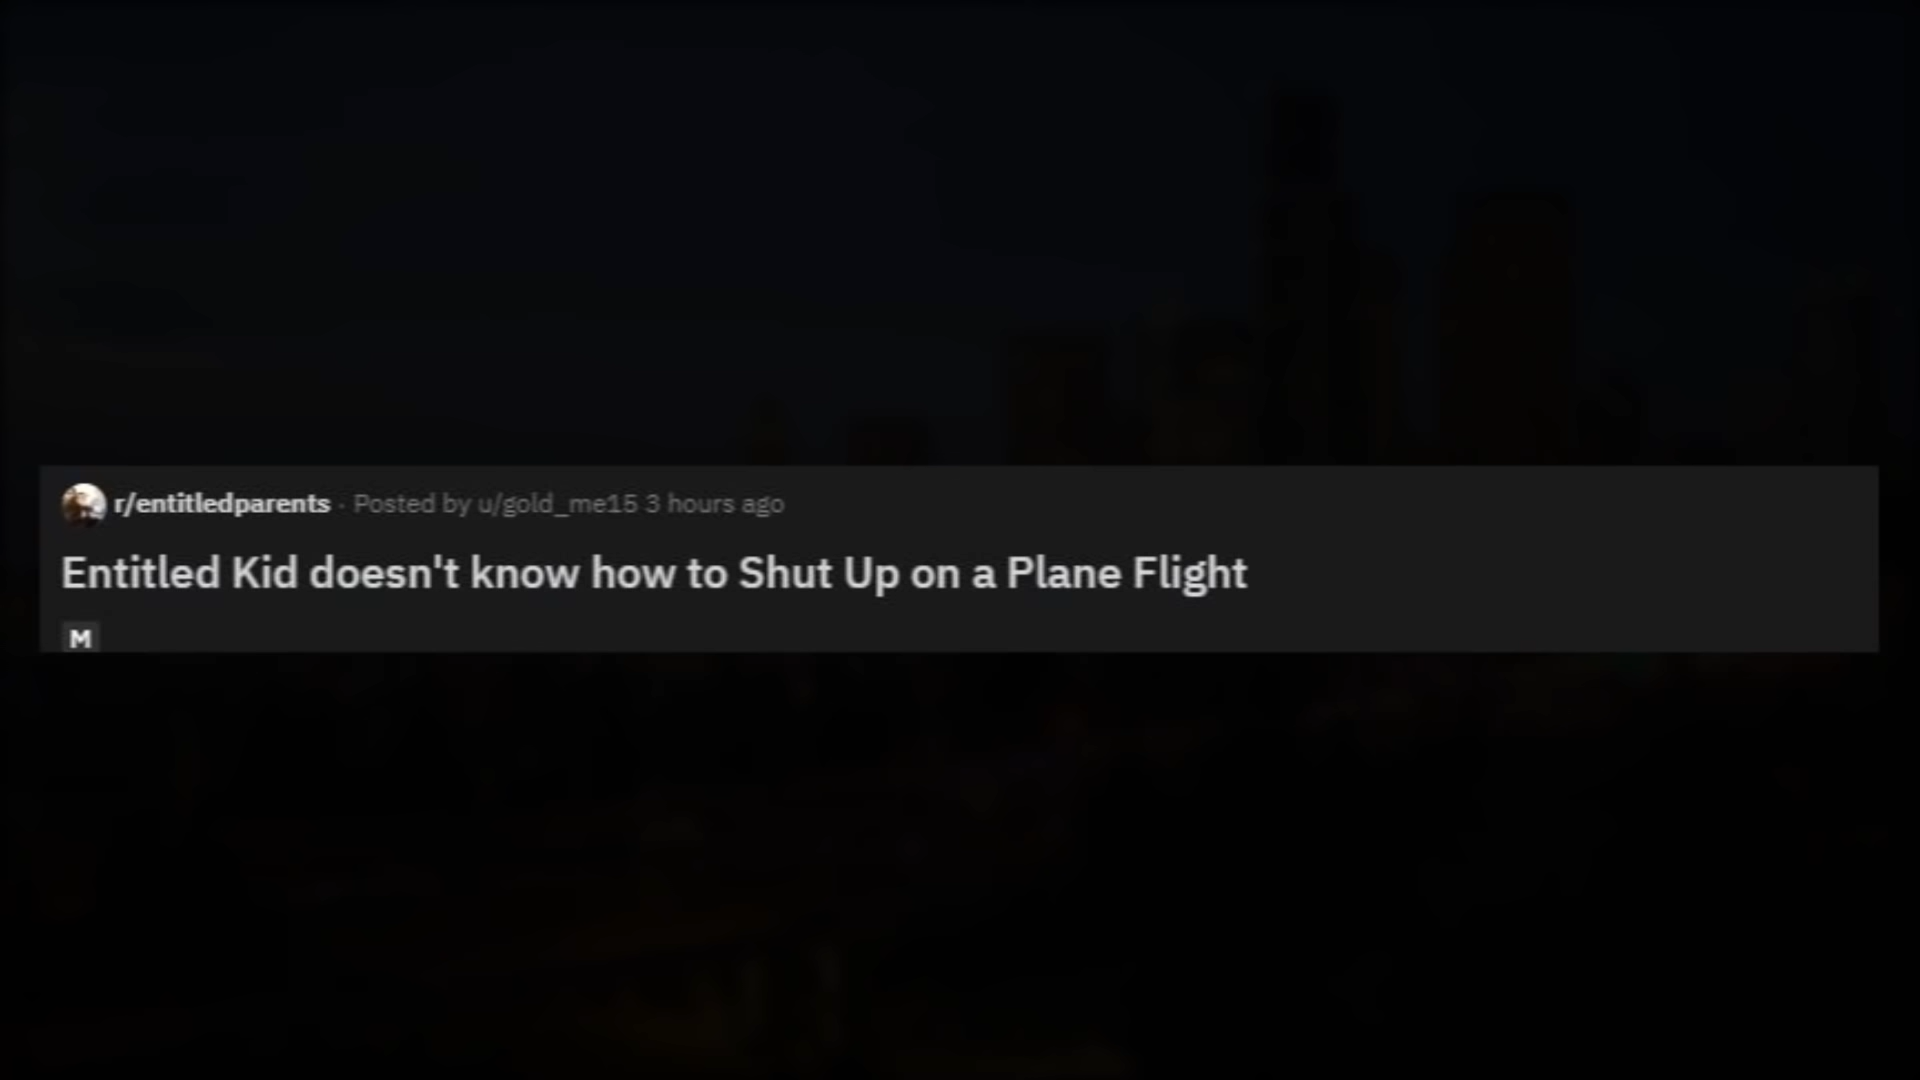 r/entitledparents · Posted by u/gold_me15 3 hours ago
Entitled Kid doesn't know how to Shut Up on a Plane Flight
M